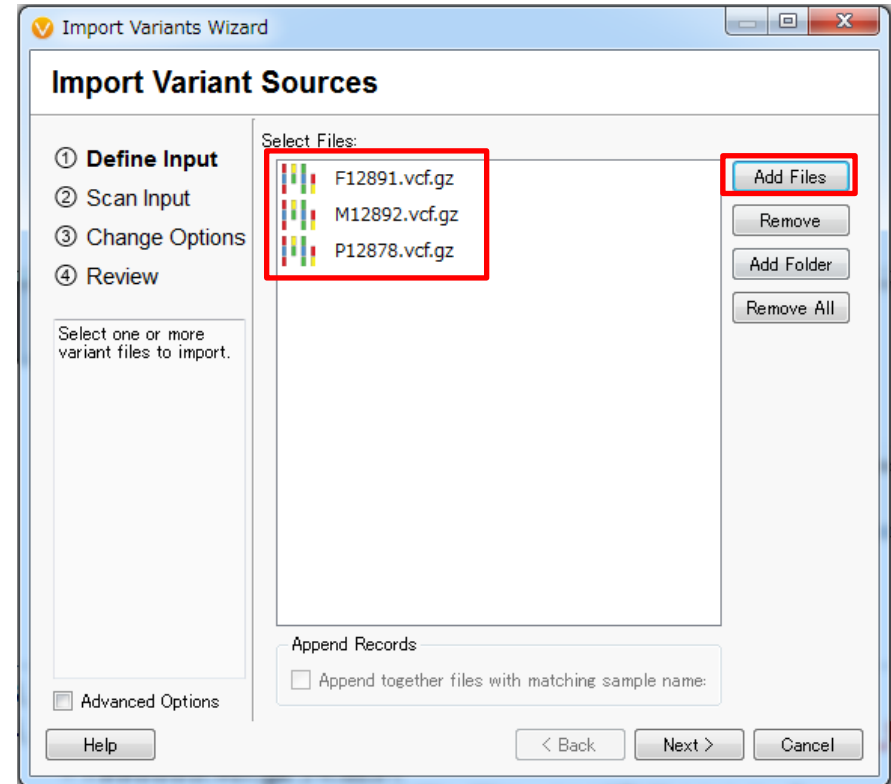 Import Variants Wizard
Import Variant Sources
① Define Input
② Scan Input
③ Change Options
④ Review
Select one or more
variant files to import.
Advanced Options
Select Files:
F12891.vcf.gz
M12892.vcf.gz
P12878.vcf.gz
Add Files
Remove
Add Folder
Remove All
Append Records
Append together files with matching sample name:
Help
< Back
Next >
Cancel